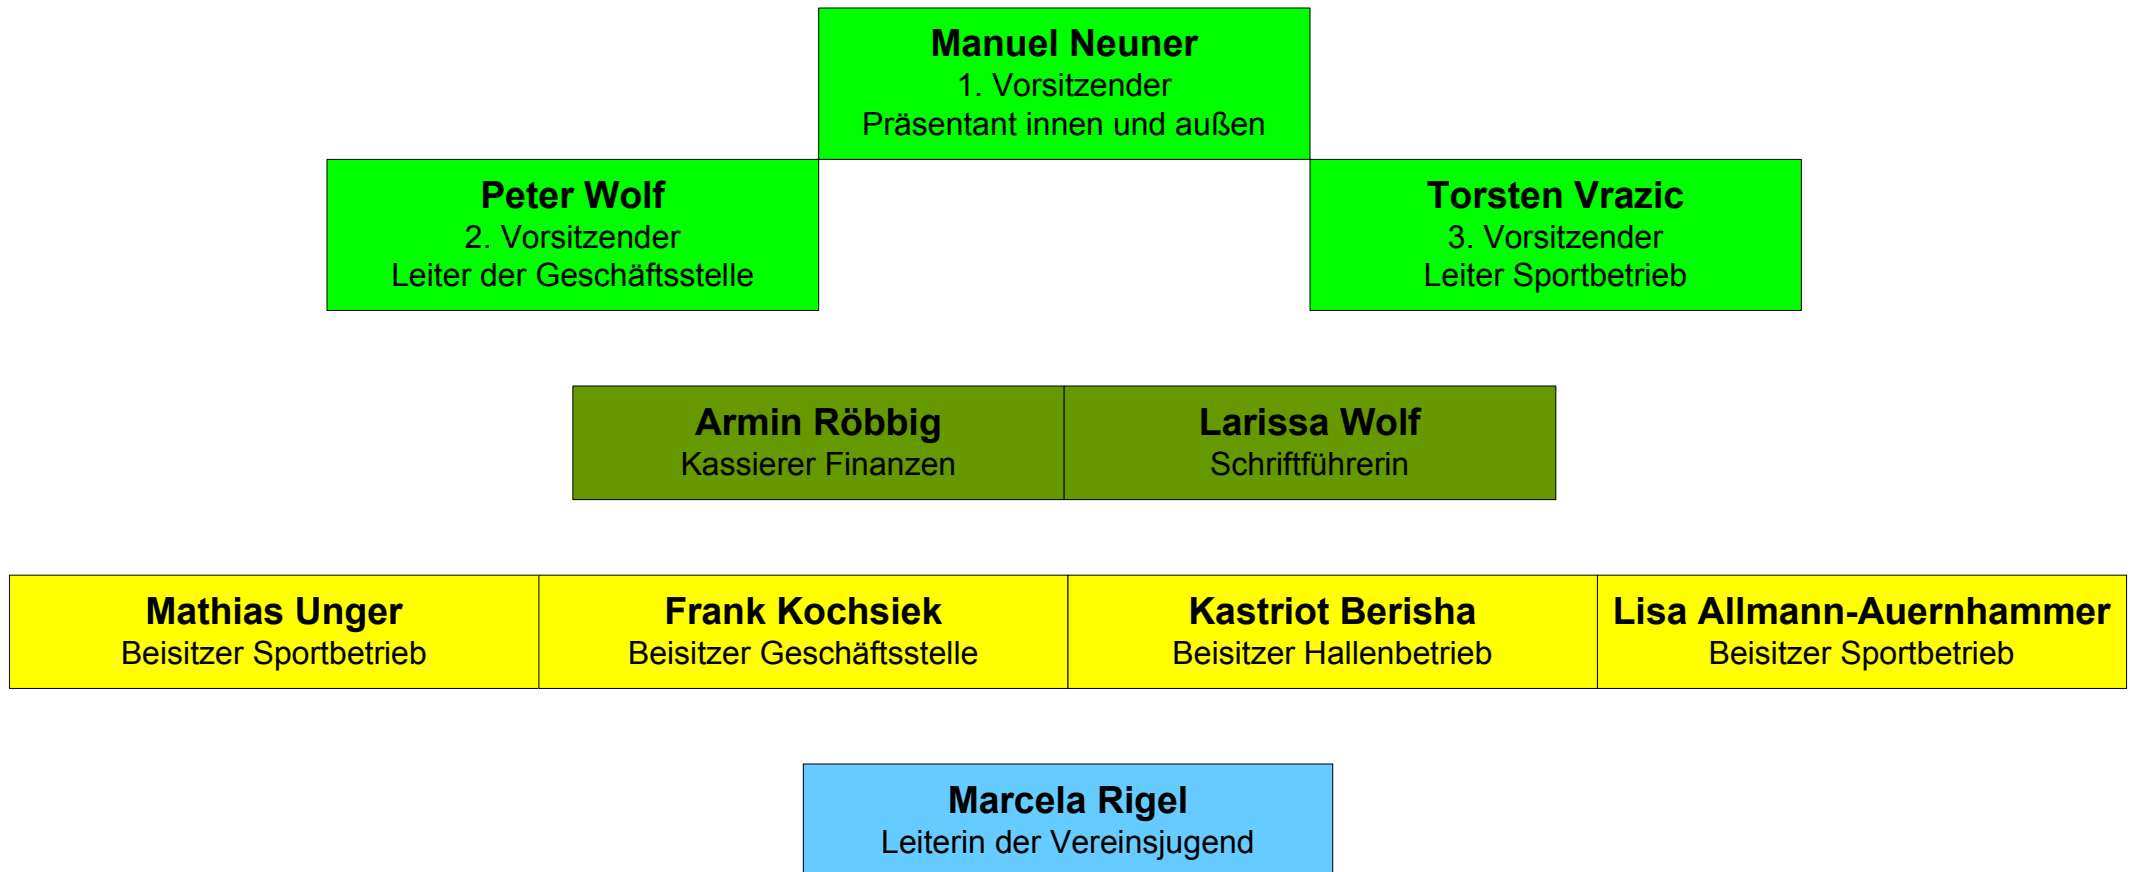 Manuel Neuner
1. Vorsitzender
Präsentant innen und außen
Peter Wolf
2. Vorsitzender
Leiter der Geschäftsstelle
Torsten Vrazic
3. Vorsitzender
Leiter Sportbetrieb
Armin Röbbig
Kassierer Finanzen
Larissa Wolf
Schriftführerin
Mathias Unger
Beisitzer Sportbetrieb
Frank Kochsiek
Beisitzer Geschäftsstelle
Kastriot Berisha
Beisitzer Hallenbetrieb
Lisa Allmann-Auernhammer
Beisitzer Sportbetrieb
Marcela Rigel
Leiterin der Vereinsjugend